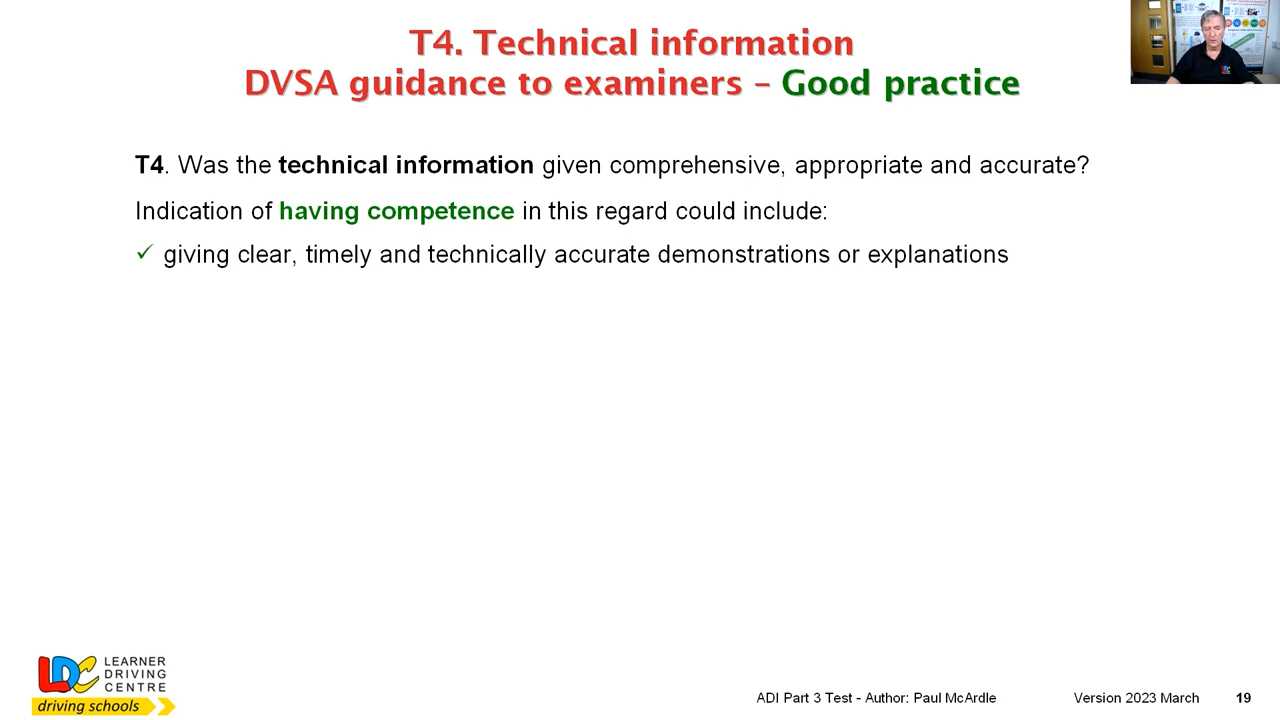 T4. Technical information
DVSA guidance to examiners – Good practice
T4. Was the technical information given comprehensive, appropriate and accurate?
Indication of having competence in this regard could include:
✓ giving clear, timely and technically accurate demonstrations or explanations
LDC LEARNER
DRIVING
CENTRE
driving schools
ADI Part 3 Test - Author: Paul McArdle Version 2023 March 19